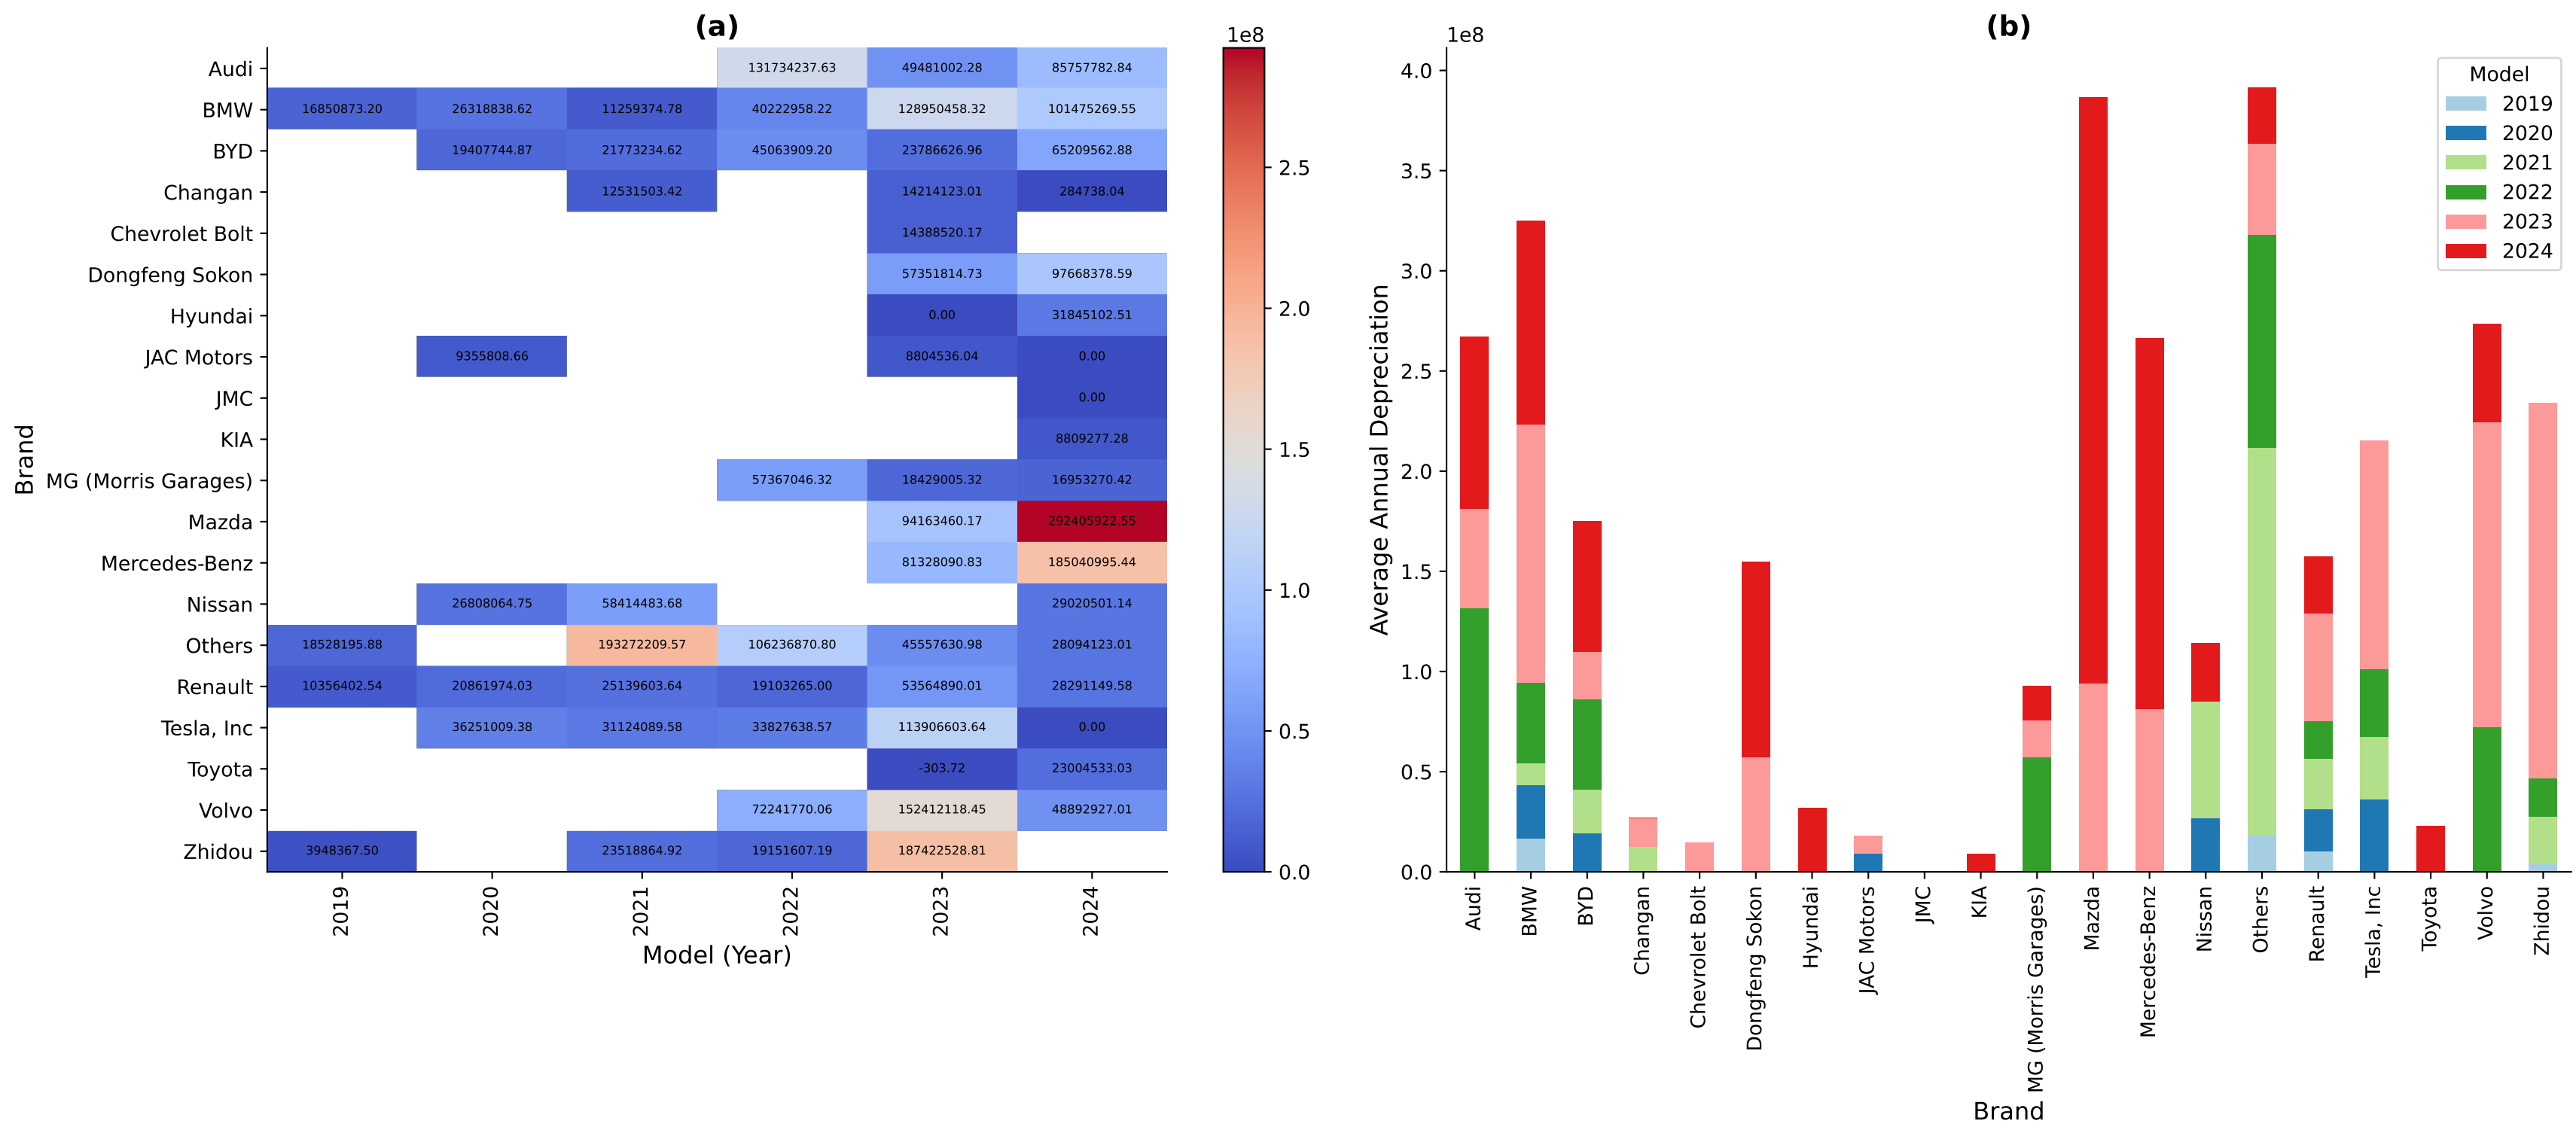 (a)
1e8
Audi 131734237.63 49481002.28 85757782.84
BMW 16850873.20 26318838.62 11259374.78 40222958.22 128950458.32 101475269.55
BYD 19407744.87 21773234.62 45063909.20 23786626.96 65209562.88
Changan 12531503.42 14214123.01 284738.04
Chevrolet Bolt 14388520.17
Dongfeng Sokon 57351814.73 97668378.59
Hyundai 0.00 31845102.51
JAC Motors 9355808.66 8804536.04 0.00
JMC 0.00
KIA 8809277.28
MG (Morris Garages) 57367046.32 18429005.32 16953270.42
Mazda 94163460.17 292405922.55
Mercedes-Benz 81328090.83 185040995.44
Nissan 26808064.75 58414483.68 29020501.14
Others 18528195.88 193272209.57 106236870.80 45557630.98 28094123.01
Renault 10356402.54 20861974.03 25139603.64 19103265.00 53564890.01 28291149.58
Tesla, Inc 36251009.38 31124089.58 33827638.57 113906603.64 0.00
Toyota -303.72 23004533.03
Volvo 72241770.06 152412118.45 48892927.01
Zhidou 3948367.50 23518864.92 19151607.19 187422528.81
Brand
2019 2020 2021 2022 2023 2024
Model (Year)
2.5
2.0
1.5
1.0
0.5
0.0
(b)
1e8
4.0
3.5
3.0
2.5
2.0
1.5
1.0
0.5
0.0
Average Annual Depreciation
Model
2019
2020
2021
2022
2023
2024
Audi
BMW
BYD
Changan
Chevrolet Bolt
Dongfeng Sokon
Hyundai
JAC Motors
JMC
KIA
MG (Morris Garages)
Mazda
Mercedes-Benz
Nissan
Others
Renault
Tesla, Inc
Toyota
Volvo
Zhidou
Brand